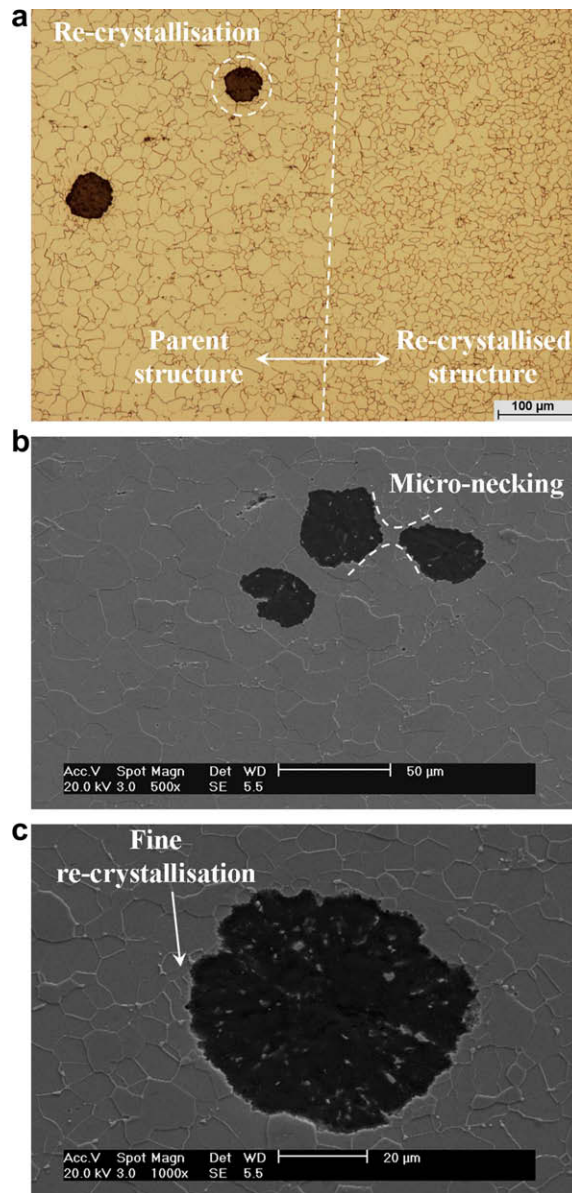 a
Re-crystallisation
Parent
structure
Re-crystallised
structure
100 µm
b
Micro-necking
Acc.V Spot Magn Det WD 50 µm
20.0 kV 3.0 500x SE 5.5
c
Fine
re-crystallisation
Acc.V Spot Magn Det WD 20 µm
20.0 kV 3.0 1000x SE 5.5